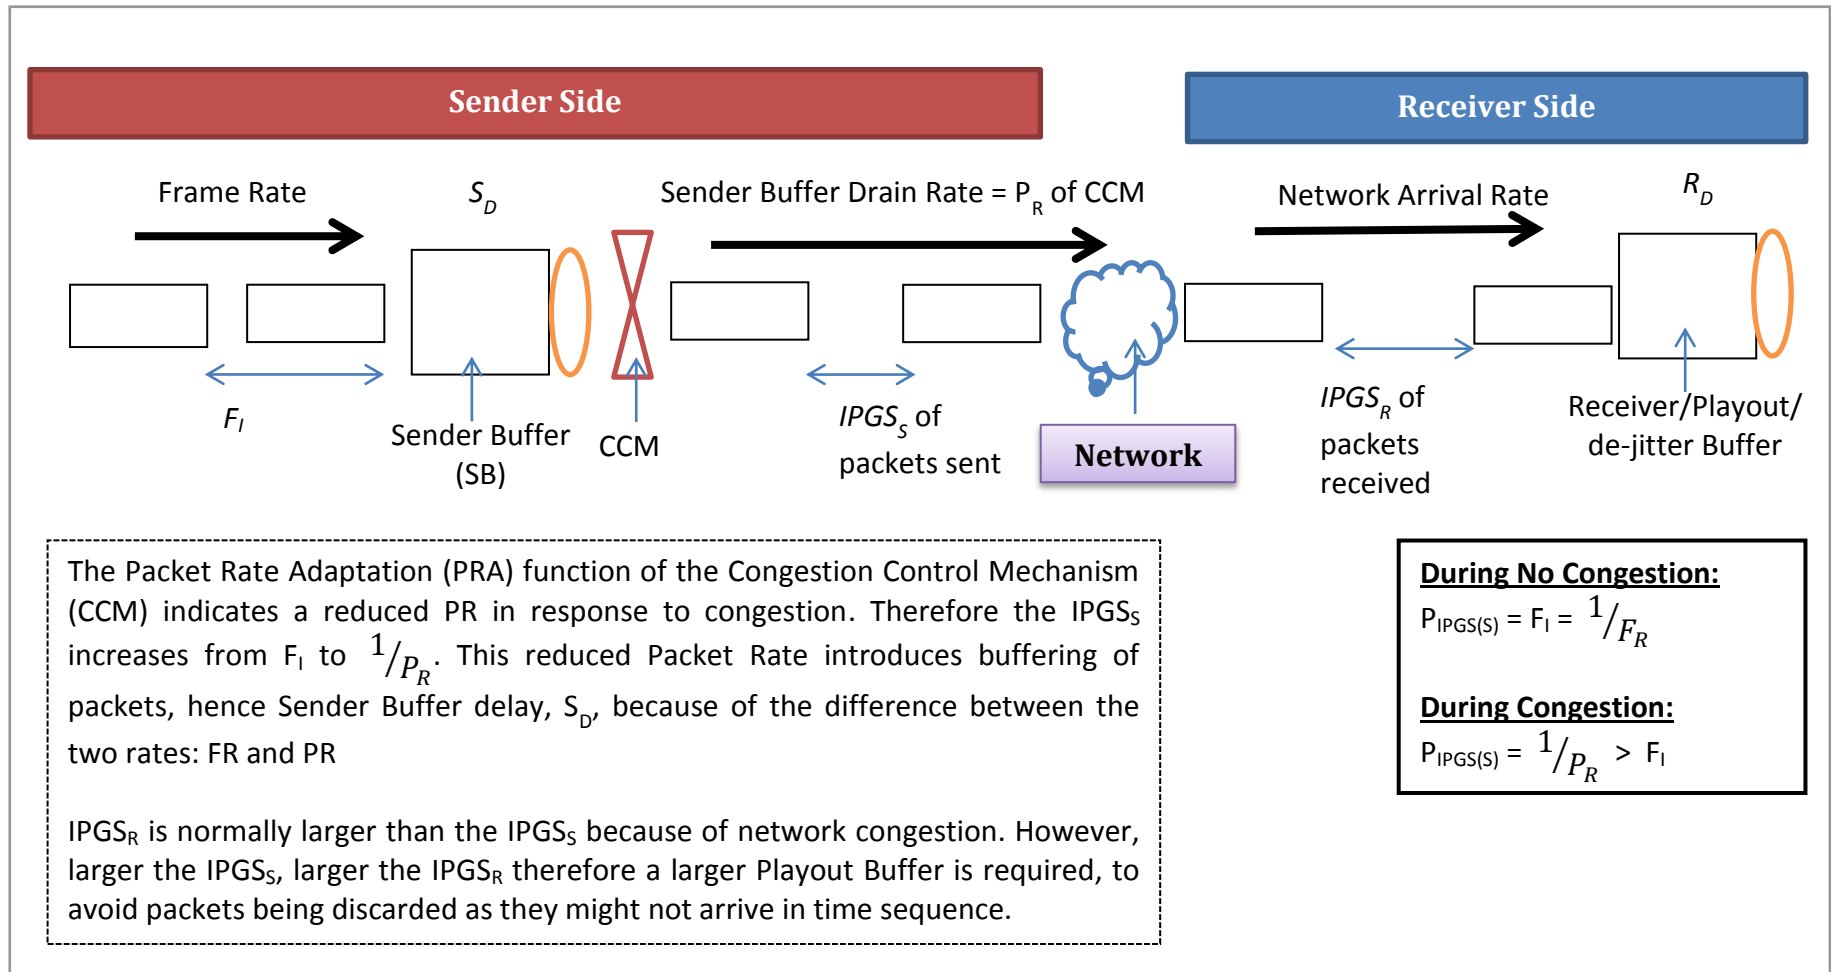 Sender Side
Receiver Side
Frame Rate
S_D
Sender Buffer Drain Rate = P_R of CCM
Network Arrival Rate
R_D
F_I
Sender Buffer
(SB)
CCM
IPGS_S of
packets sent
Network
IPGS_R of
packets
received
Receiver/Playout/
de-jitter Buffer
The Packet Rate Adaptation (PRA) function of the Congestion Control Mechanism
(CCM) indicates a reduced PR in response to congestion. Therefore the IPGS_S
increases from F_I to 1/P_R. This reduced Packet Rate introduces buffering of
packets, hence Sender Buffer delay, S_D, because of the difference between the
two rates: FR and PR
IPGS_R is normally larger than the IPGS_S because of network congestion. However,
larger the IPGS_S, larger the IPGS_R therefore a larger Playout Buffer is required, to
avoid packets being discarded as they might not arrive in time sequence.
During No Congestion:
P_IPGS(S) = F_I = 1/F_R
During Congestion:
P_IPGS(S) = 1/P_R > F_I